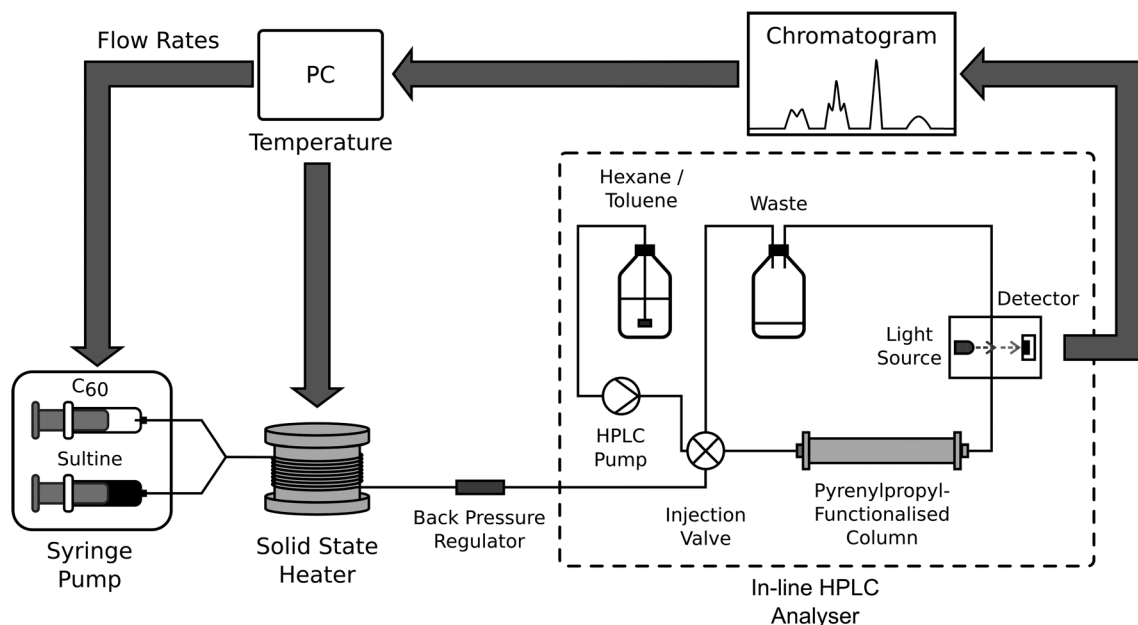 Flow Rates
PC
Temperature
Chromatogram
Hexane /
Toluene
Waste
Detector
Light
Source
C60
Sultine
HPLC
Pump
Syringe
Pump
Solid State
Heater
Back Pressure
Regulator
Injection
Valve
Pyrenylpropyl-
Functionalised
Column
In-line HPLC
Analyser